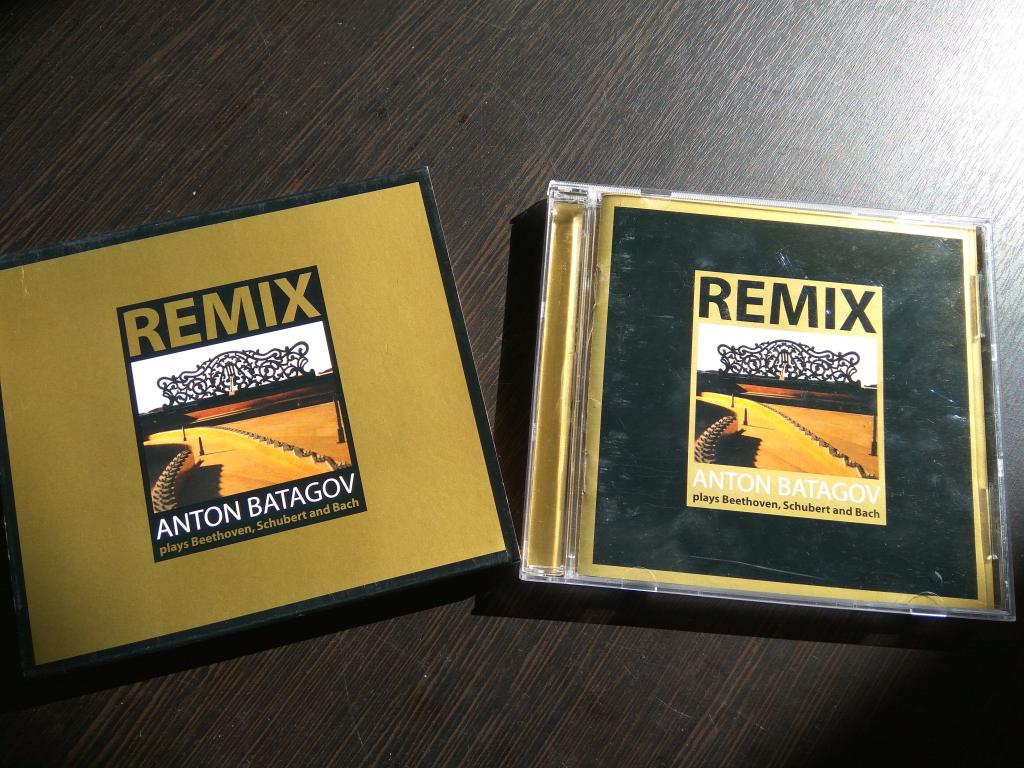 REMIX
ANTON BATAGOV
plays Beethoven, Schubert and Bach
REMIX
ANTON BATAGOV
plays Beethoven, Schubert and Bach